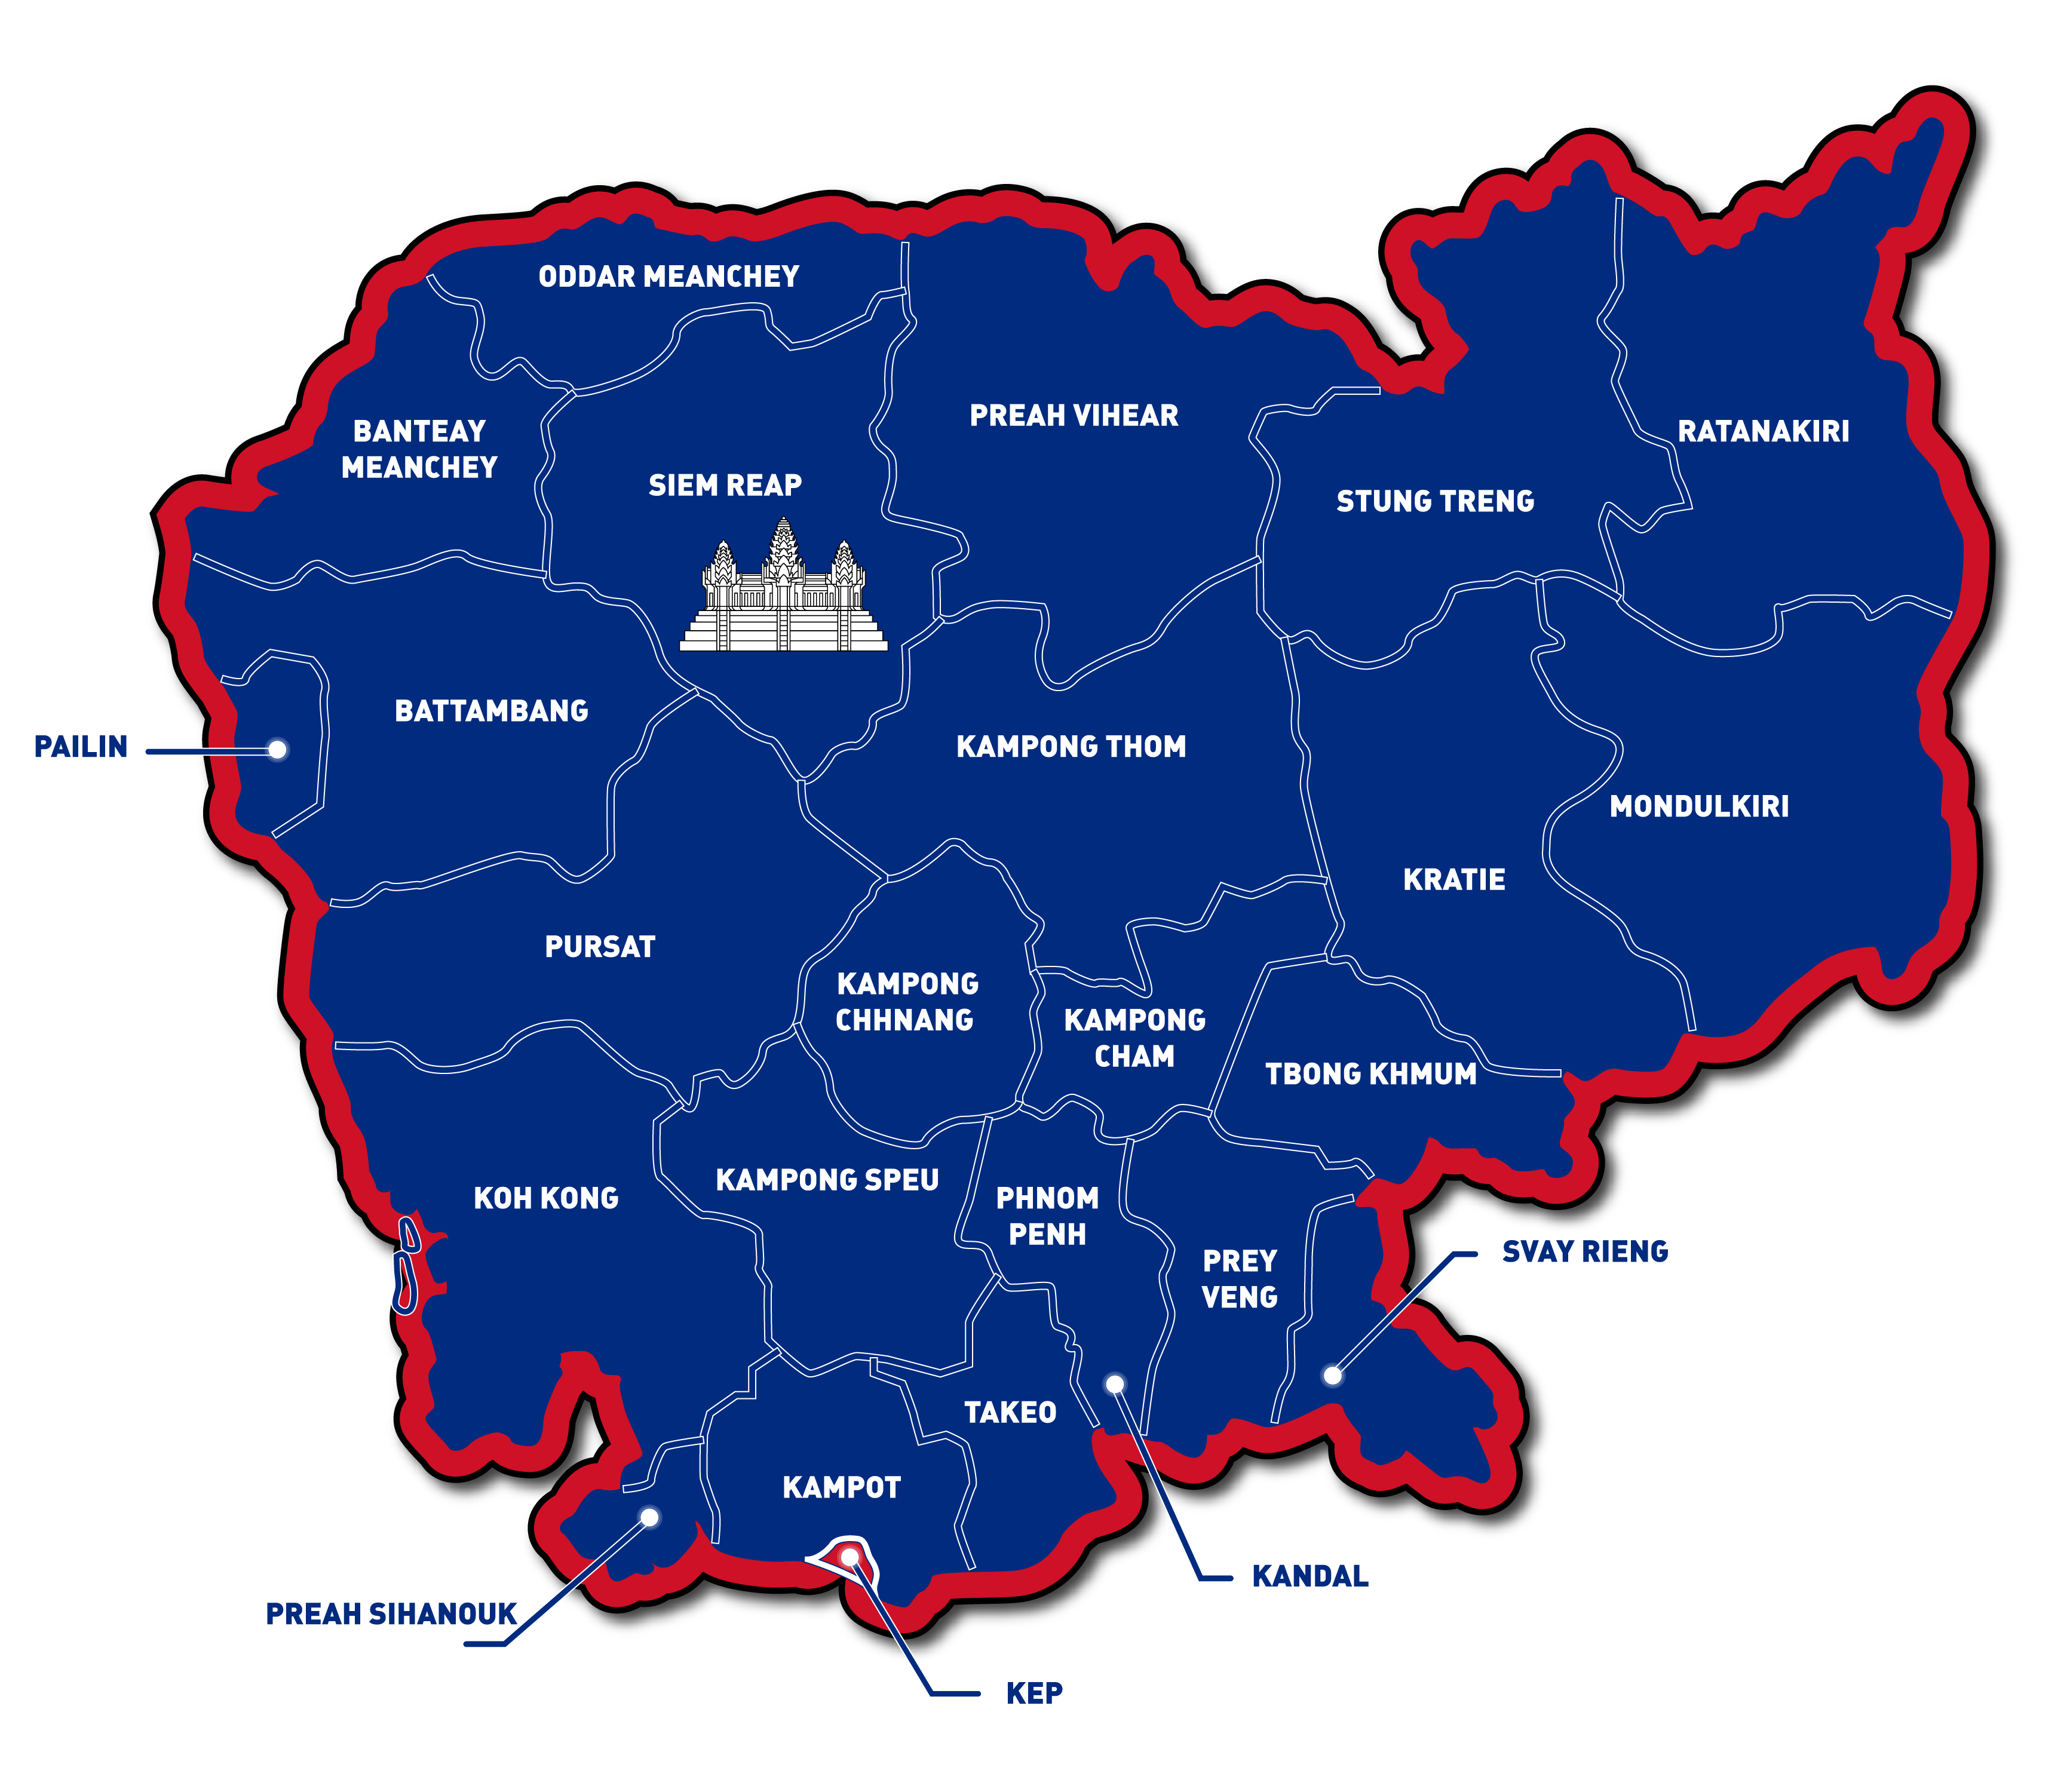 ODDAR MEANCHEY
PREAH VIHEAR
BANTEAY
MEANCHEY
RATANAKIRI
SIEM REAP
STUNG TRENG
BATTAMBANG
PAILIN
KAMPONG THOM
MONDULKIRI
KRATIE
PURSAT
KAMPONG
CHHNANG
KAMPONG
CHAM
TBONG KHMUM
KAMPONG SPEU
KOH KONG
PHNOM
PENH
PREY
VENG
SVAY RIENG
TAKEO
KAMPOT
KANDAL
PREAH SIHANOUK
KEP